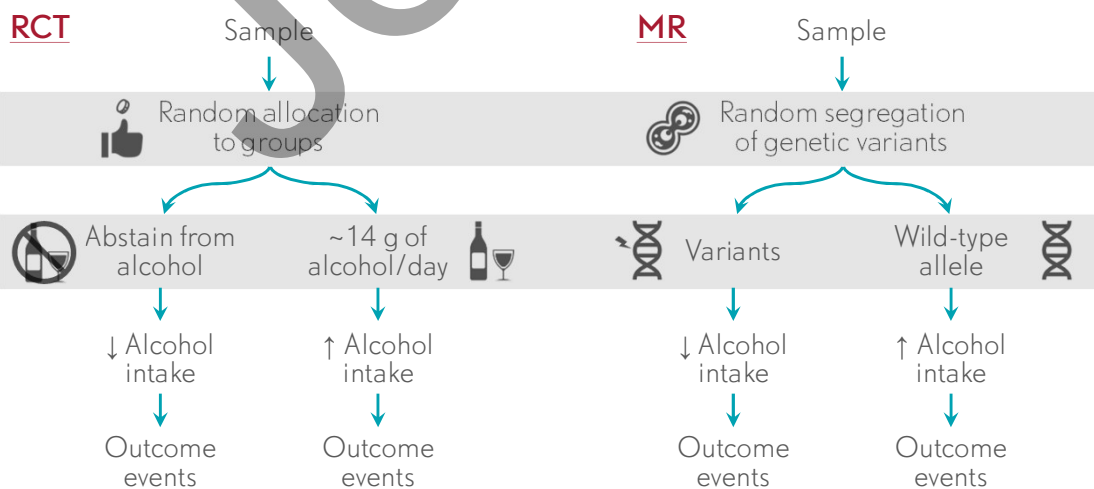 RCT
Sample
Random allocation
to groups
Abstain from
alcohol
~14 g of
alcohol/day
↓ Alcohol
intake
↑ Alcohol
intake
Outcome
events
Outcome
events
MR
Sample
Random segregation
of genetic variants
Variants
Wild-type
allele
↓ Alcohol
intake
↑ Alcohol
intake
Outcome
events
Outcome
events